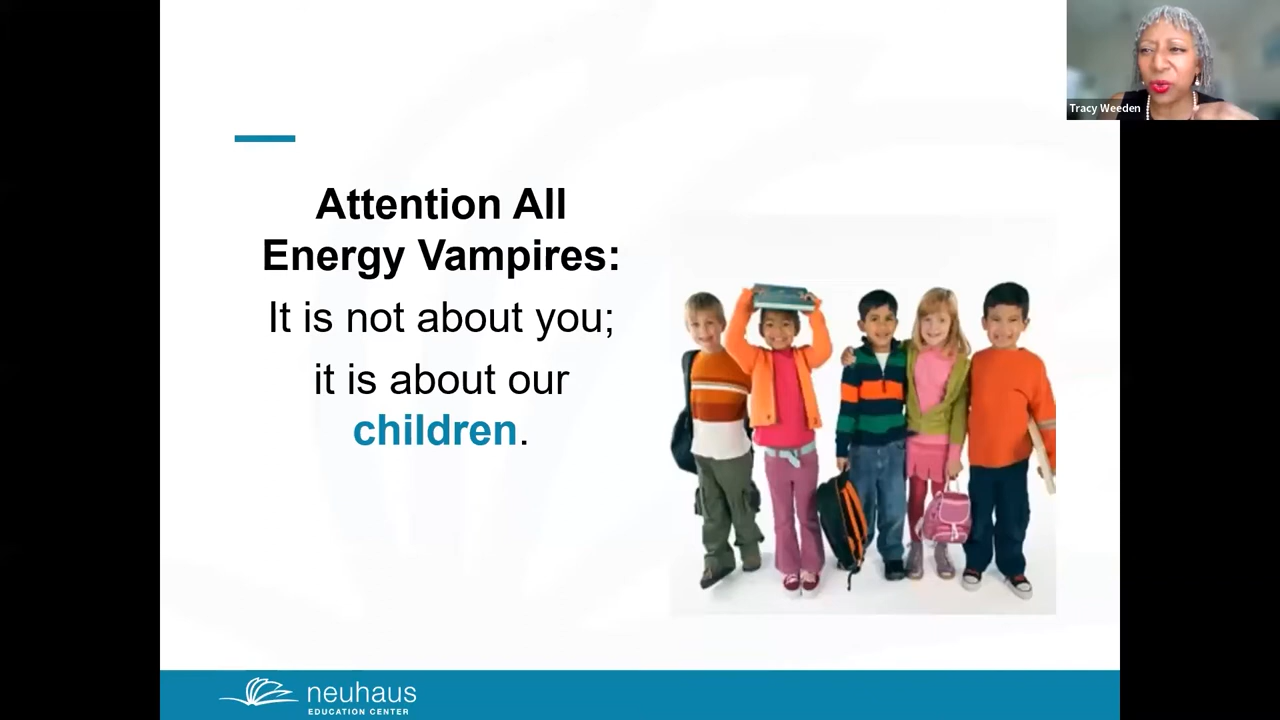 Tracy Weeden
Attention All
Energy Vampires:
It is not about you;
it is about our
children.
neuhaus
EDUCATION CENTER